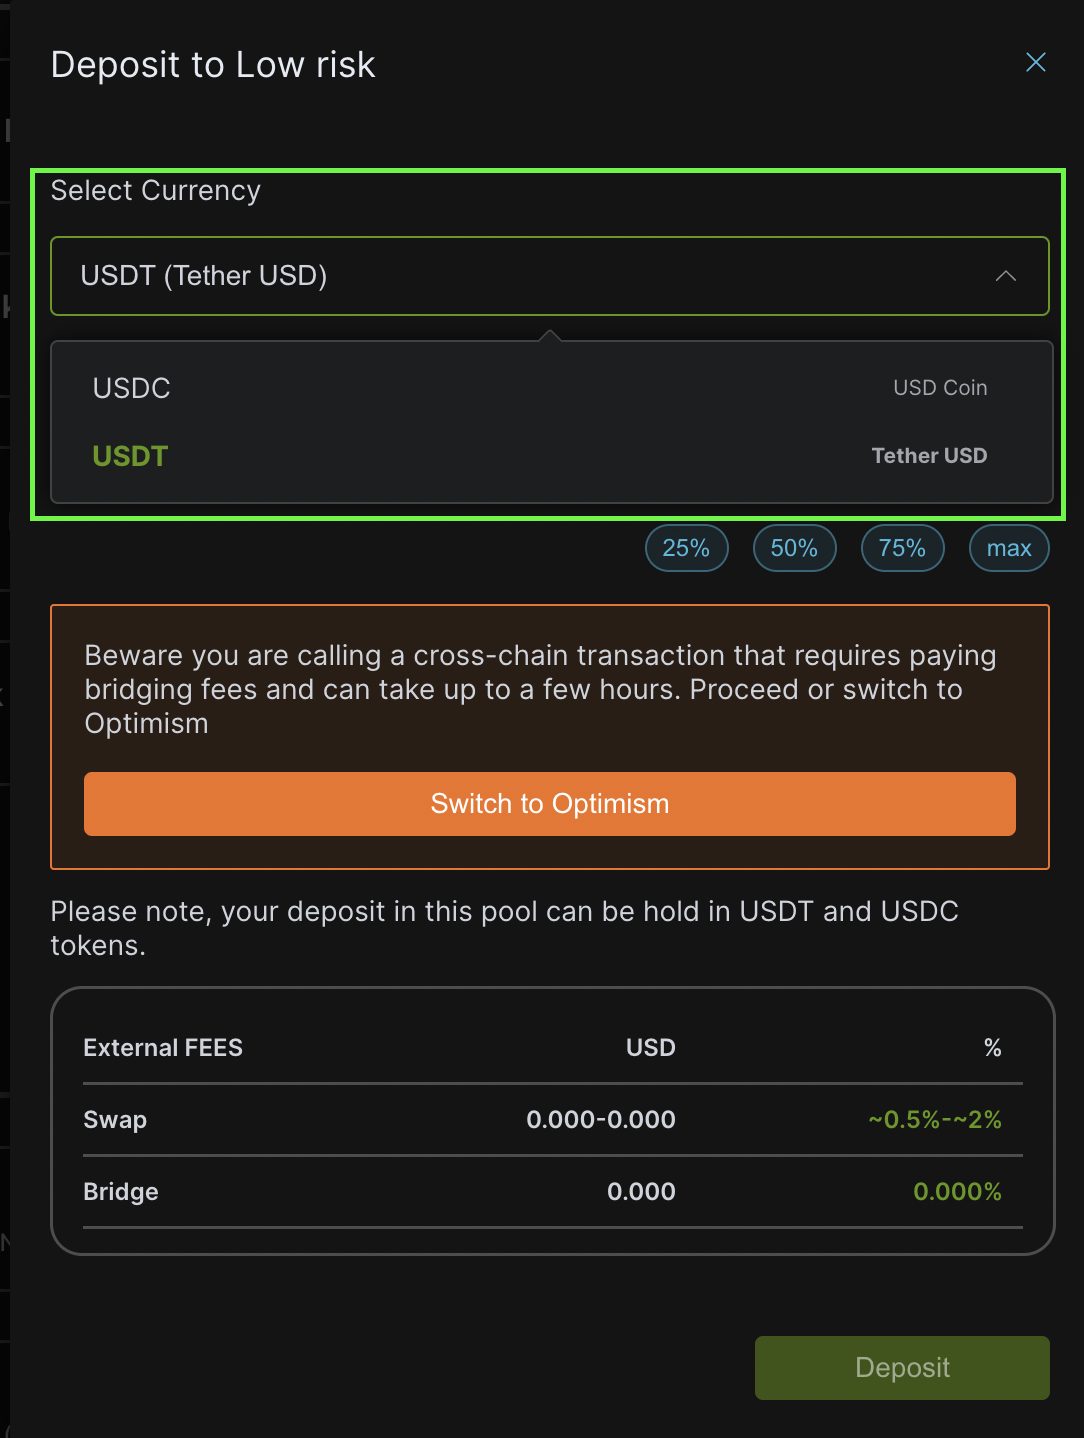 Deposit to Low risk
Select Currency
USDT (Tether USD)
USDC USD Coin
USDT Tether USD
25% 50% 75% max
Beware you are calling a cross-chain transaction that requires paying
bridging fees and can take up to a few hours. Proceed or switch to
Optimism
Switch to Optimism
Please note, your deposit in this pool can be hold in USDT and USDC
tokens.
External FEES USD %
Swap 0.000-0.000 ~0.5%-~2%
Bridge 0.000 0.000%
Deposit